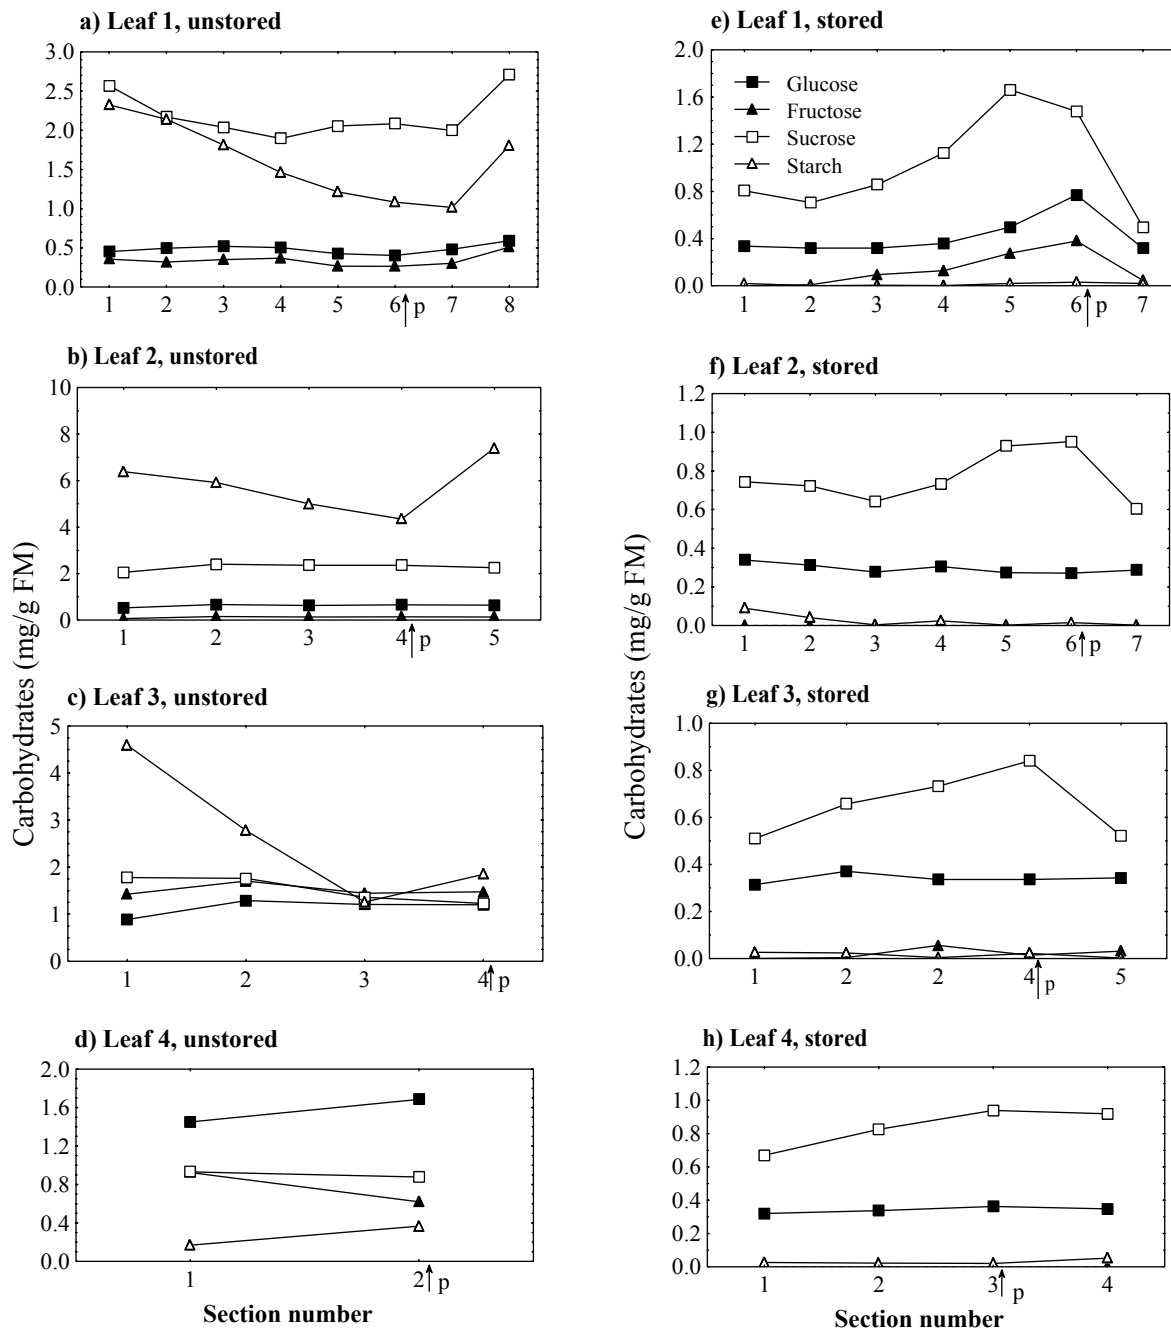 a) Leaf 1, unstored
3.0
2.5
2.0
1.5
1.0
0.5
0.0
1 2 3 4 5 6 7 8
p
b) Leaf 2, unstored
10
8
6
4
2
0
1 2 3 4 5
p
c) Leaf 3, unstored
5
4
3
2
1
0
1 2 3 4
p
d) Leaf 4, unstored
2.0
1.6
1.2
0.8
0.4
0.0
1 2
p
Section number
Carbohydrates (mg/g FM)
e) Leaf 1, stored
2.0
1.6
1.2
0.8
0.4
0.0
Glucose
Fructose
Sucrose
Starch
1 2 3 4 5 6 7
p
f) Leaf 2, stored
1.2
1.0
0.8
0.6
0.4
0.2
0.0
1 2 3 4 5 6 7
p
g) Leaf 3, stored
1.0
0.8
0.6
0.4
0.2
0.0
1 2 2 4 5
p
h) Leaf 4, stored
1.2
1.0
0.8
0.6
0.4
0.2
0.0
1 2 3 4
p
Section number
Carbohydrates (mg/g FM)